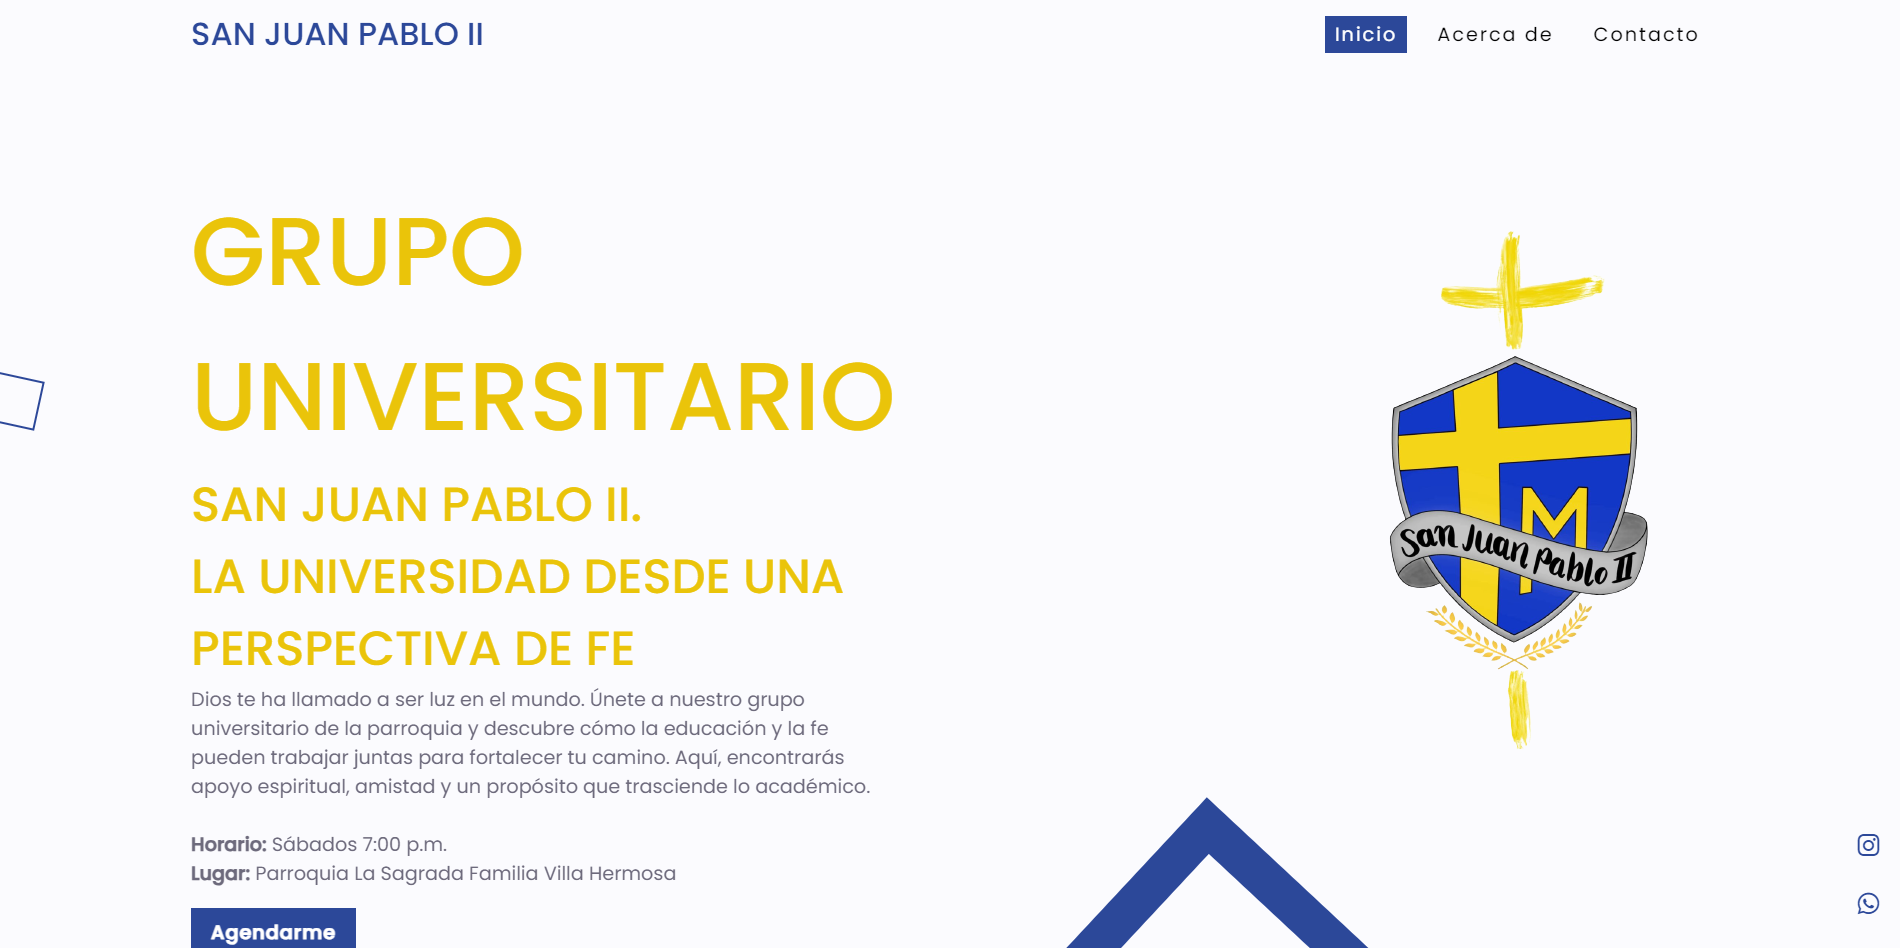 SAN JUAN PABLO II
Inicio
Acerca de
Contacto
GRUPO
UNIVERSITARIO
SAN JUAN PABLO II.
LA UNIVERSIDAD DESDE UNA
PERSPECTIVA DE FE
Dios te ha llamado a ser luz en el mundo. Únete a nuestro grupo
universitario de la parroquia y descubre cómo la educación y la fe
pueden trabajar juntas para fortalecer tu camino. Aquí, encontrarás
apoyo espiritual, amistad y un propósito que trasciende lo académico.
Horario: Sábados 7:00 p.m.
Lugar: Parroquia La Sagrada Familia Villa Hermosa
Agendarme
M
San Juan Pablo II